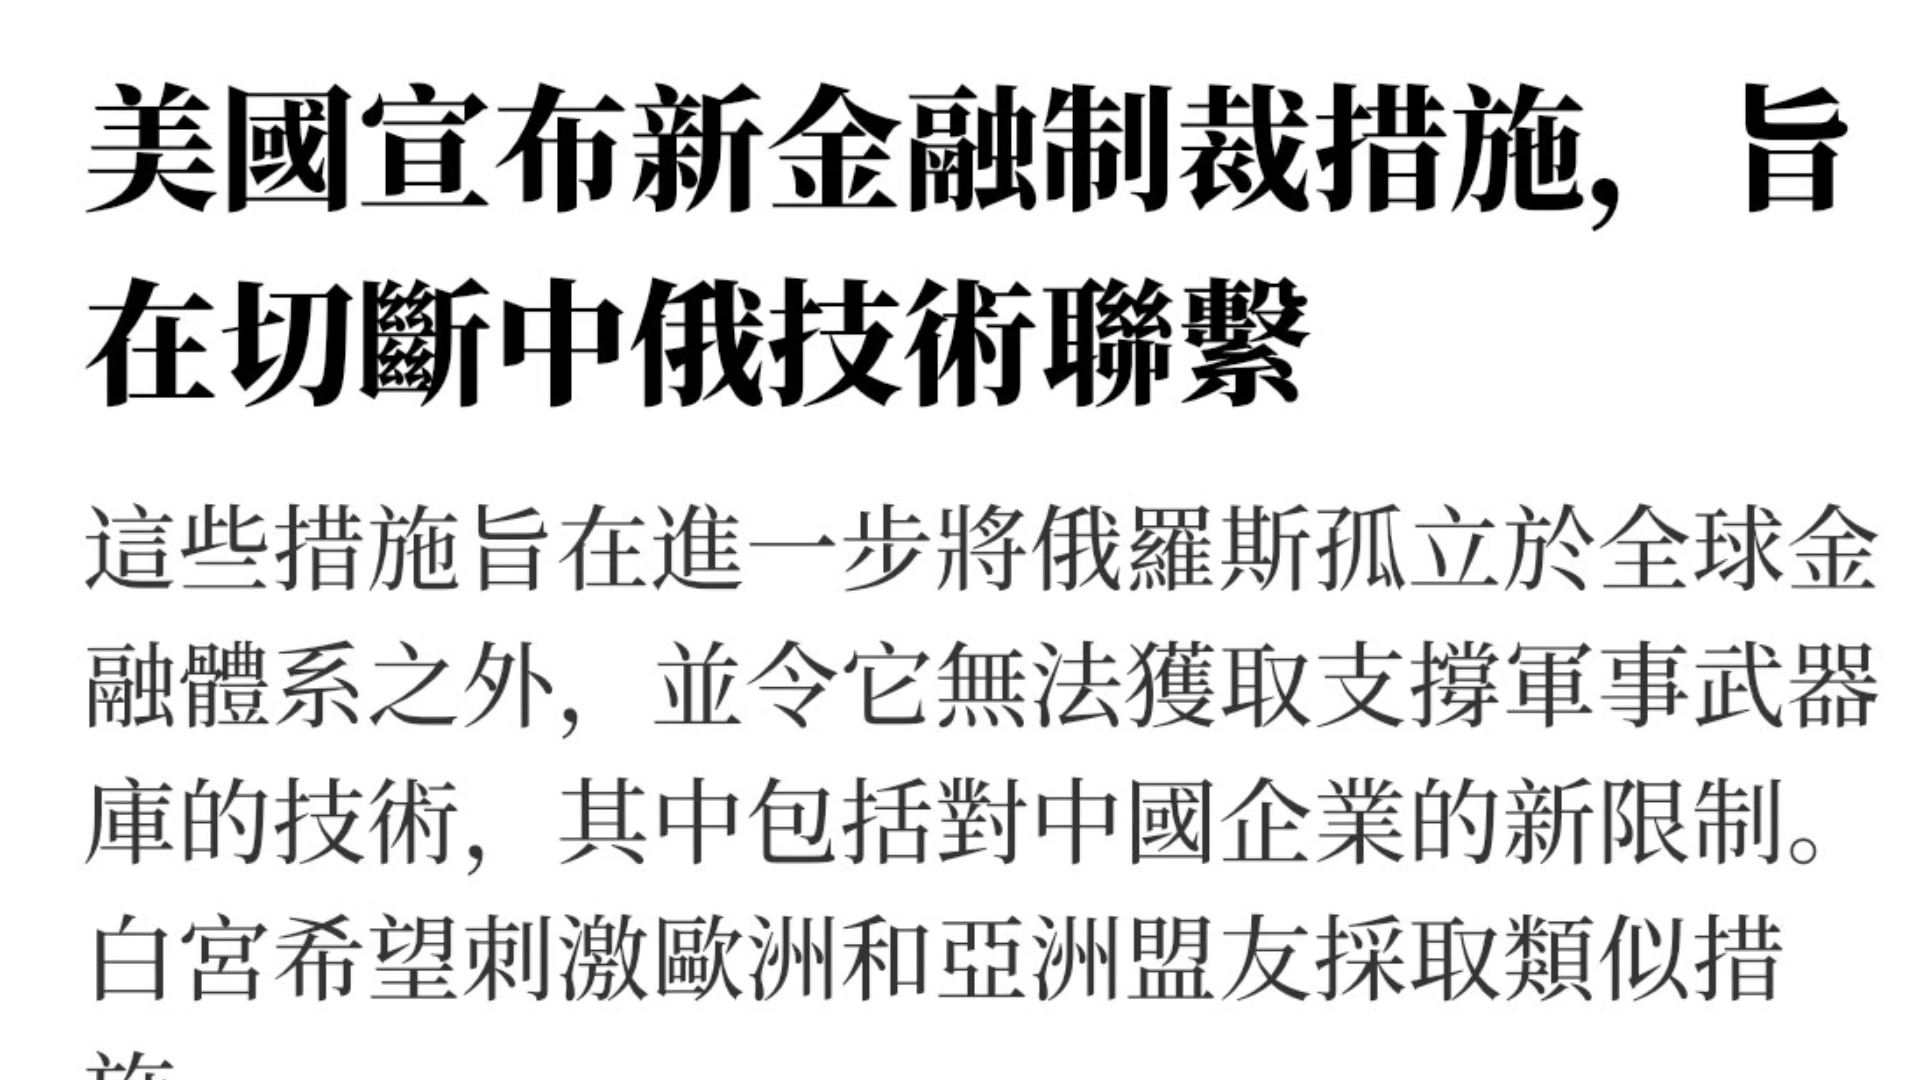 美國宣布新金融制裁措施，旨
在切斷中俄技術聯繫
這些措施旨在進一步將俄羅斯孤立於全球金
融體系之外，並令它無法獲取支撐軍事武器
庫的技術，其中包括對中國企業的新限制。
白宮希望刺激歐洲和亞洲盟友採取類似措